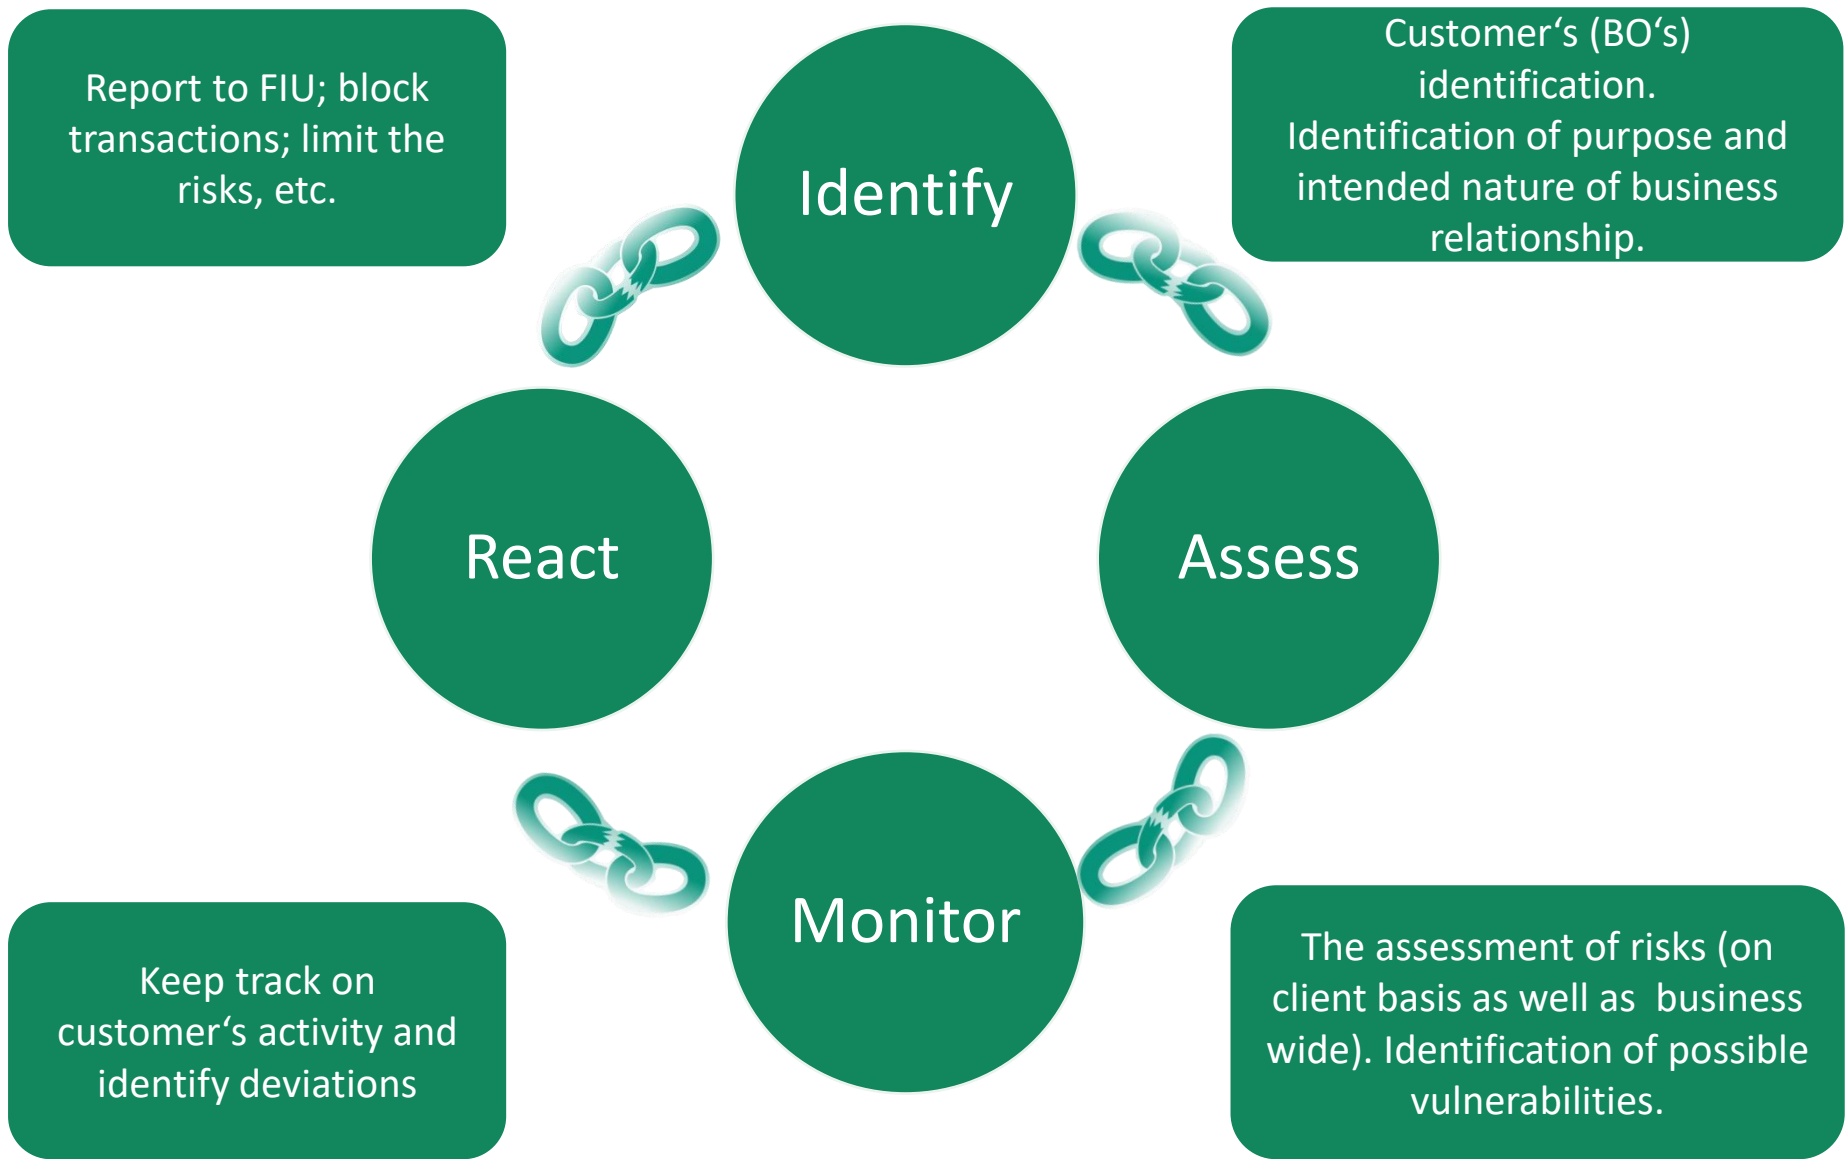 Report to FIU; block
transactions; limit the
risks, etc.
Identify
Customer‘s (BO‘s)
identification.
Identification of purpose and
intended nature of business
relationship.
React
Assess
Monitor
Keep track on
customer‘s activity and
identify deviations
The assessment of risks (on
client basis as well as  business
wide). Identification of possible
vulnerabilities.